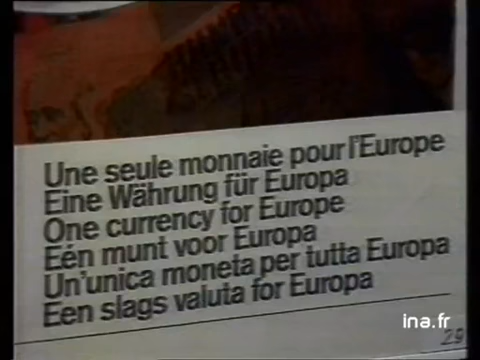 Une seule monnaie pour l'Europe
Eine Währung für Europa
One currency for Europe
Eén munt voor Europa
Un'unica moneta per tutta Europa
Een slags valuta for Europa
ina.fr
29